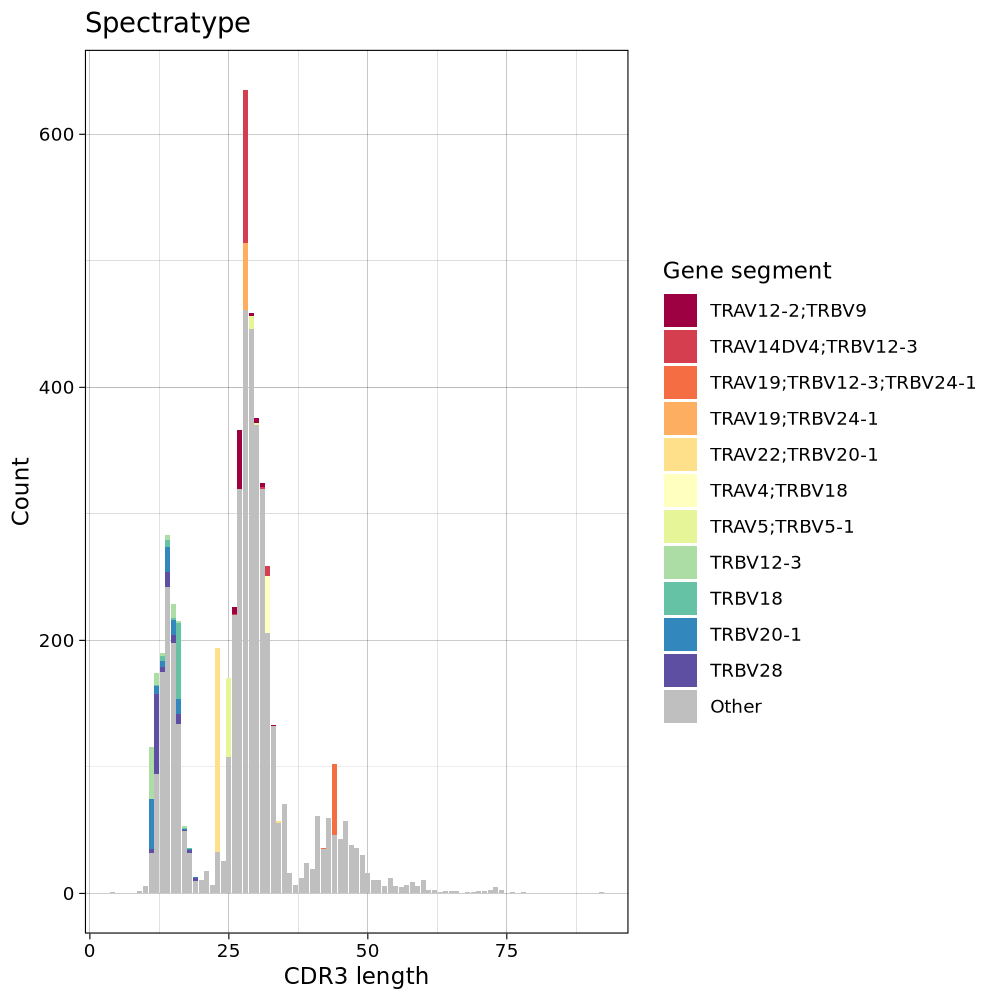 Spectratype
600
400
200
0
Count
0
25
50
75
CDR3 length
Gene segment
TRAV12-2;TRBV9
TRAV14DV4;TRBV12-3
TRAV19;TRBV12-3;TRBV24-1
TRAV19;TRBV24-1
TRAV22;TRBV20-1
TRAV4;TRBV18
TRAV5;TRBV5-1
TRBV12-3
TRBV18
TRBV20-1
TRBV28
Other